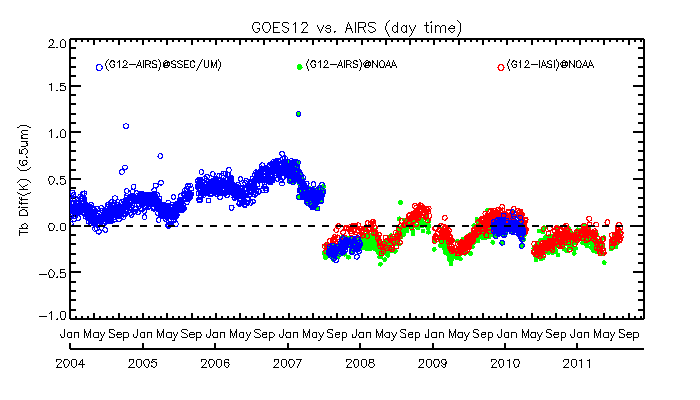 GOES12 vs. AIRS (day time)
2.0
(G12-AIRS)@SSEC/UM) (G12-AIRS)@NOAA (G12-IASI)@NOAA
1.5
1.0
0.5
0.0
-0.5
-1.0
Tb Diff(K) (6.5um)
Jan May Sep Jan May Sep Jan May Sep Jan May Sep Jan May Sep Jan May Sep Jan May Sep Jan May Sep
2004 2005 2006 2007 2008 2009 2010 2011